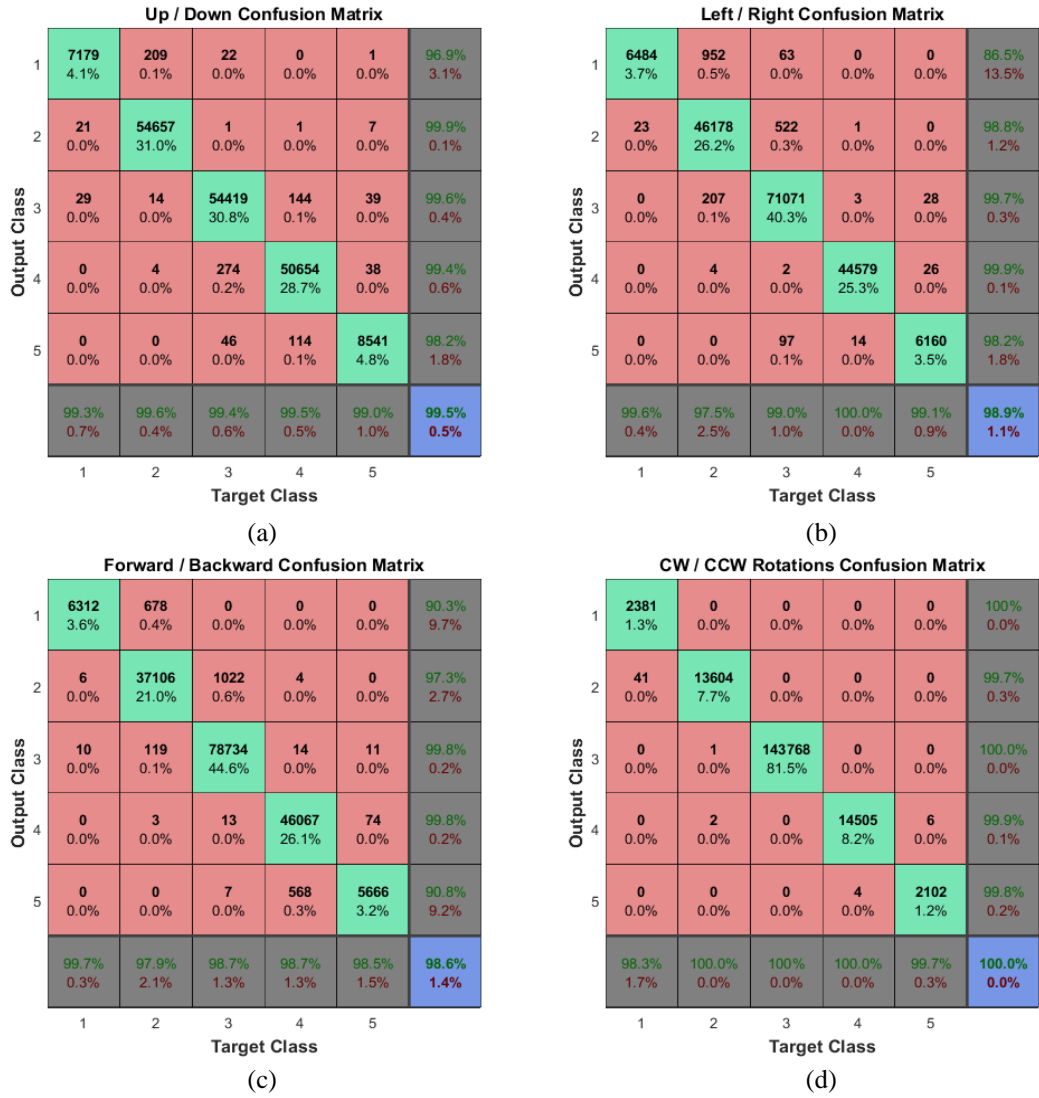 Up / Down Confusion Matrix
7179 209 22 0 1 96.9%
1
4.1% 0.1% 0.0% 0.0% 0.0% 3.1%
21 54657 1 1 7 99.9%
2
0.0% 31.0% 0.0% 0.0% 0.0% 0.1%
29 14 54419 144 39 99.6%
3
0.0% 0.0% 30.8% 0.1% 0.0% 0.4%
0 4 274 50654 38 99.4%
4
0.0% 0.0% 0.2% 28.7% 0.0% 0.6%
0 0 46 114 8541 98.2%
5
0.0% 0.0% 0.0% 0.1% 4.8% 1.8%
99.3% 99.6% 99.4% 99.5% 99.0% 99.5%
0.7% 0.4% 0.6% 0.5% 1.0% 0.5%
1 2 3 4 5
Target Class
Output Class
(a)
Left / Right Confusion Matrix
6484 952 63 0 0 86.5%
1
3.7% 0.5% 0.0% 0.0% 0.0% 13.5%
23 46178 522 1 0 98.8%
2
0.0% 26.2% 0.3% 0.0% 0.0% 1.2%
0 207 71071 3 28 99.7%
3
0.0% 0.1% 40.3% 0.0% 0.0% 0.3%
0 4 2 44579 26 99.9%
4
0.0% 0.0% 0.0% 25.3% 0.0% 0.1%
0 0 97 14 6160 98.2%
5
0.0% 0.0% 0.1% 0.0% 3.5% 1.8%
99.6% 97.5% 99.0% 100.0% 99.1% 98.9%
0.4% 2.5% 1.0% 0.0% 0.9% 1.1%
1 2 3 4 5
Target Class
Output Class
(b)
Forward / Backward Confusion Matrix
6312 678 0 0 0 90.3%
1
3.6% 0.4% 0.0% 0.0% 0.0% 9.7%
6 37106 1022 4 0 97.3%
2
0.0% 21.0% 0.6% 0.0% 0.0% 2.7%
10 119 78734 14 11 99.8%
3
0.0% 0.1% 44.6% 0.0% 0.0% 0.2%
0 3 13 46067 74 99.8%
4
0.0% 0.0% 0.0% 26.1% 0.0% 0.2%
0 0 7 568 5666 90.8%
5
0.0% 0.0% 0.0% 0.3% 3.2% 9.2%
99.7% 97.9% 98.7% 98.7% 98.5% 98.6%
0.3% 2.1% 1.3% 1.3% 1.5% 1.4%
1 2 3 4 5
Target Class
Output Class
(c)
CW / CCW Rotations Confusion Matrix
2381 0 0 0 0 100%
1
1.3% 0.0% 0.0% 0.0% 0.0% 0.0%
41 13604 0 0 0 99.7%
2
0.0% 7.7% 0.0% 0.0% 0.0% 0.3%
0 1 143768 0 0 100.0%
3
0.0% 0.0% 81.5% 0.0% 0.0% 0.0%
0 2 0 14505 6 99.9%
4
0.0% 0.0% 0.0% 8.2% 0.0% 0.1%
0 0 0 4 2102 99.8%
5
0.0% 0.0% 0.0% 0.0% 1.2% 0.2%
98.3% 100.0% 100% 100.0% 99.7% 100.0%
1.7% 0.0% 0.0% 0.0% 0.3% 0.0%
1 2 3 4 5
Target Class
Output Class
(d)